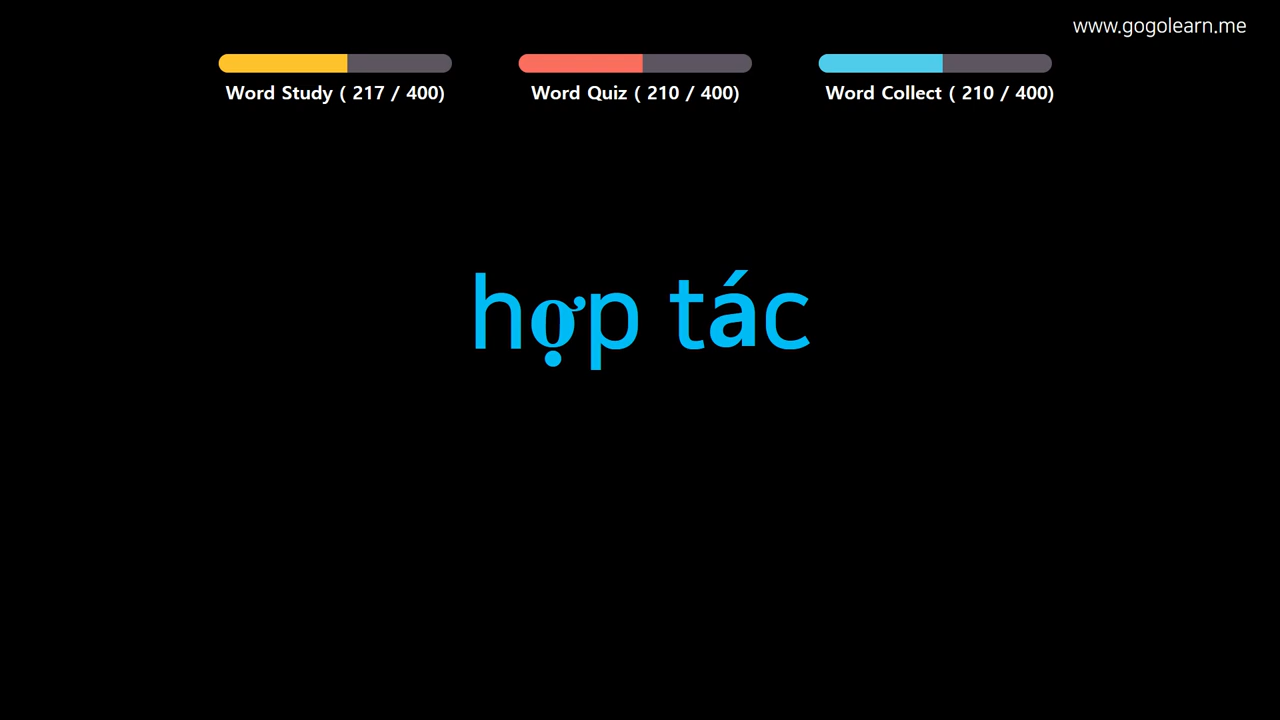 www.gogolearn.me
Word Study ( 217 / 400)
Word Quiz ( 210 / 400)
Word Collect ( 210 / 400)
hợp tác